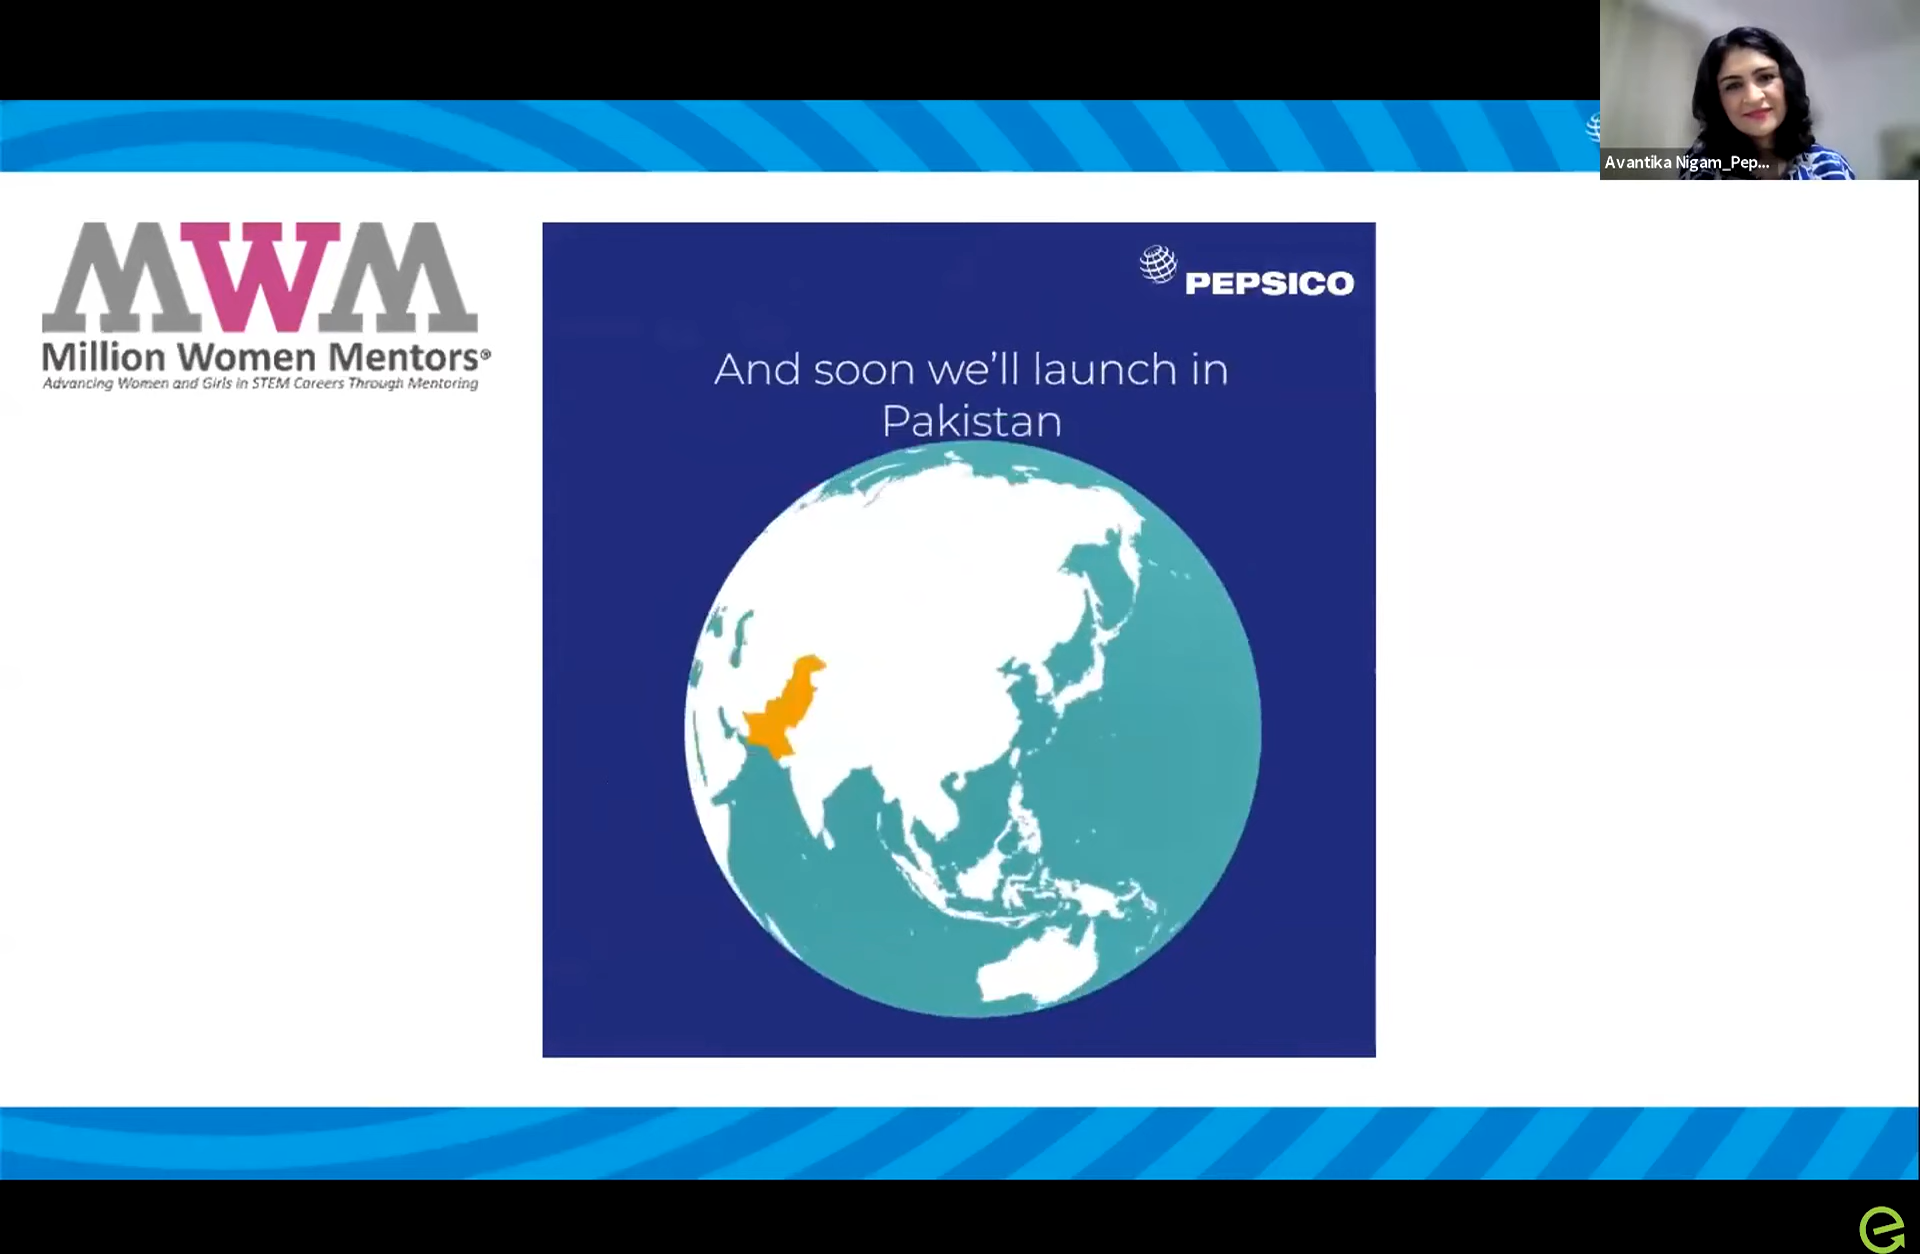 Avantika Nigam_Pep...
MWM
Million Women Mentors®
Advancing Women and Girls in STEM Careers Through Mentoring
PEPSICO
And soon we’ll launch in
Pakistan